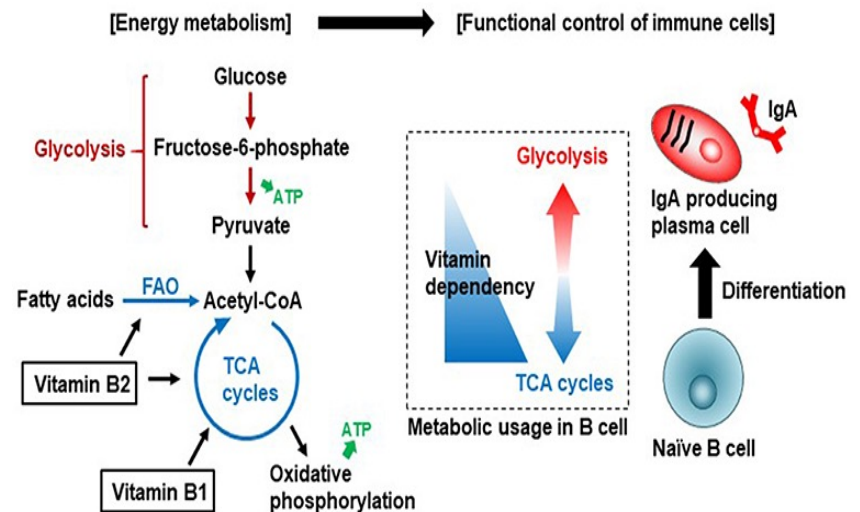 [Energy metabolism]
[Functional control of immune cells]
Glucose
Glycolysis
Fructose-6-phosphate
ATP
Pyruvate
Fatty acids
FAO
Acetyl-CoA
TCA
cycles
Vitamin B2
Vitamin B1
ATP
Oxidative
phosphorylation
Glycolysis
Vitamin
dependency
TCA cycles
Metabolic usage in B cell
IgA
IgA producing
plasma cell
Differentiation
Naïve B cell